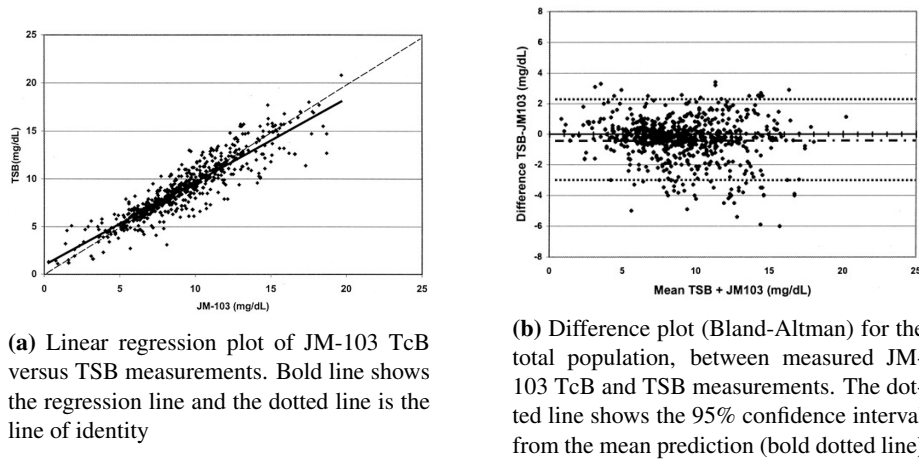 25
20
15
10
5
0
TSB(mg/dL)
0 5 10 15 20 25
JM-103 (mg/dL)
(a) Linear regression plot of JM-103 TcB
versus TSB measurements. Bold line shows
the regression line and the dotted line is the
line of identity
8
6
4
2
0
-2
-4
-6
-8
Difference TSB-JM103 (mg/dL)
0 5 10 15 20 25
Mean TSB + JM103 (mg/dL)
(b) Difference plot (Bland-Altman) for the
total population, between measured JM-
103 TcB and TSB measurements. The dot-
ted line shows the 95% confidence interval
from the mean prediction (bold dotted line)